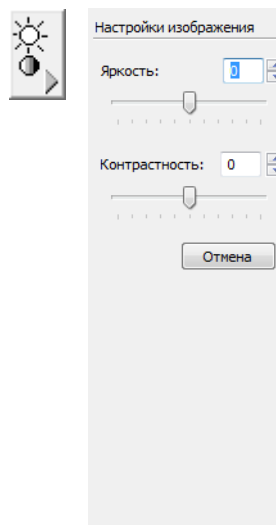 Настройки изображения
Яркость: 0
Контрастность: 0
Отмена